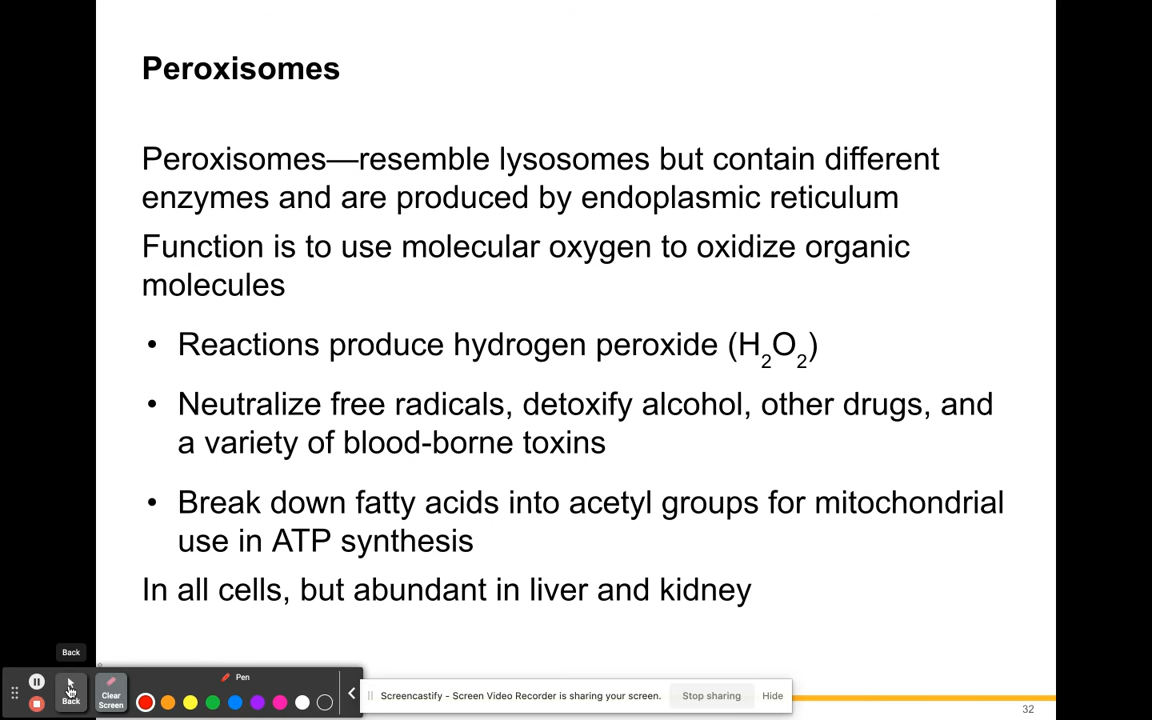 Peroxisomes
Peroxisomes—resemble lysosomes but contain different
enzymes and are produced by endoplasmic reticulum
Function is to use molecular oxygen to oxidize organic
molecules
• Reactions produce hydrogen peroxide (H₂O₂)
• Neutralize free radicals, detoxify alcohol, other drugs, and
a variety of blood-borne toxins
• Break down fatty acids into acetyl groups for mitochondrial
use in ATP synthesis
In all cells, but abundant in liver and kidney
Back
Pen
Back
Clear
Screen
Screencastify - Screen Video Recorder is sharing your screen.
Stop sharing
Hide
32